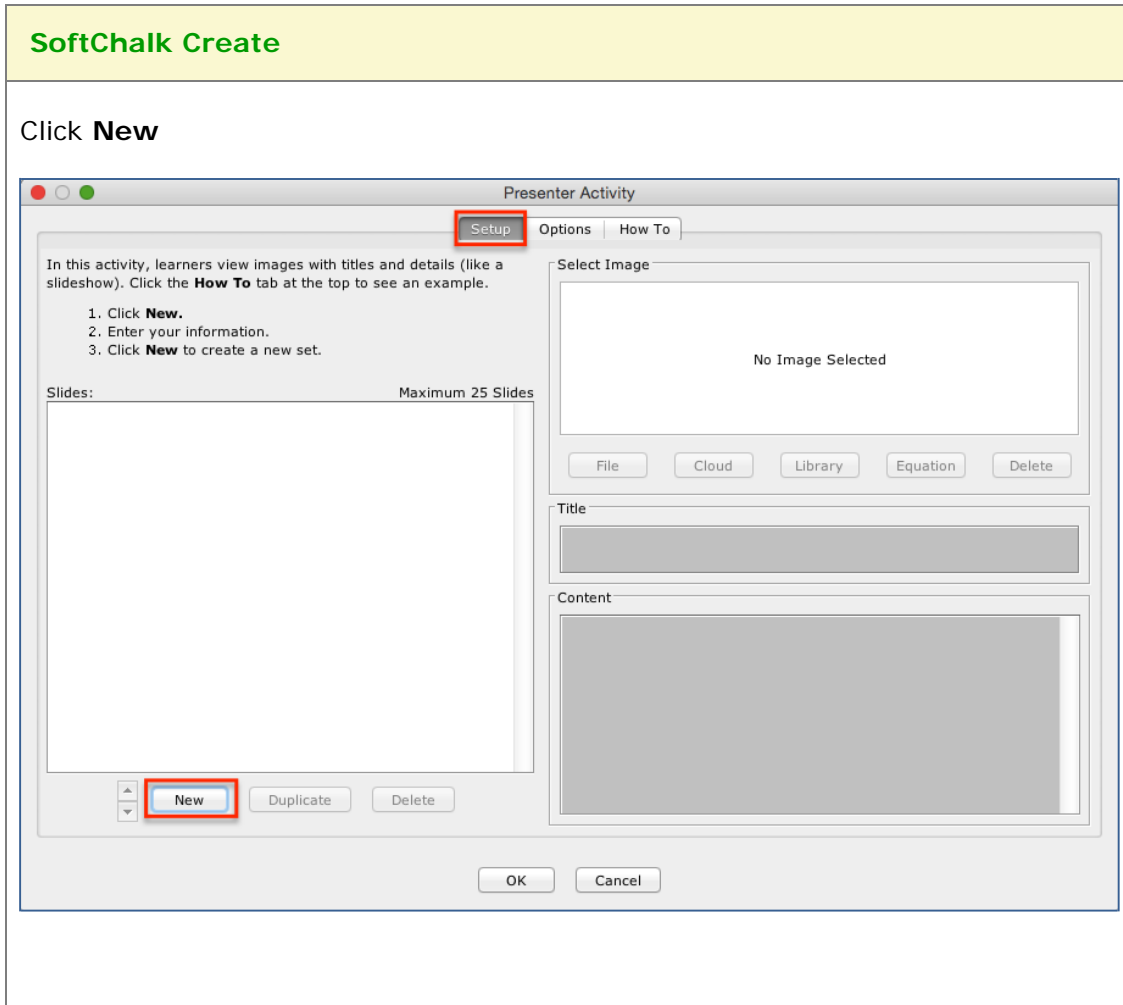 SoftChalk Create
Click New
Presenter Activity
Setup Options How To
In this activity, learners view images with titles and details (like a
slideshow). Click the How To tab at the top to see an example.
1. Click New.
2. Enter your information.
3. Click New to create a new set.
Slides: Maximum 25 Slides
New Duplicate Delete
Select Image
No Image Selected
File Cloud Library Equation Delete
Title
Content
OK Cancel